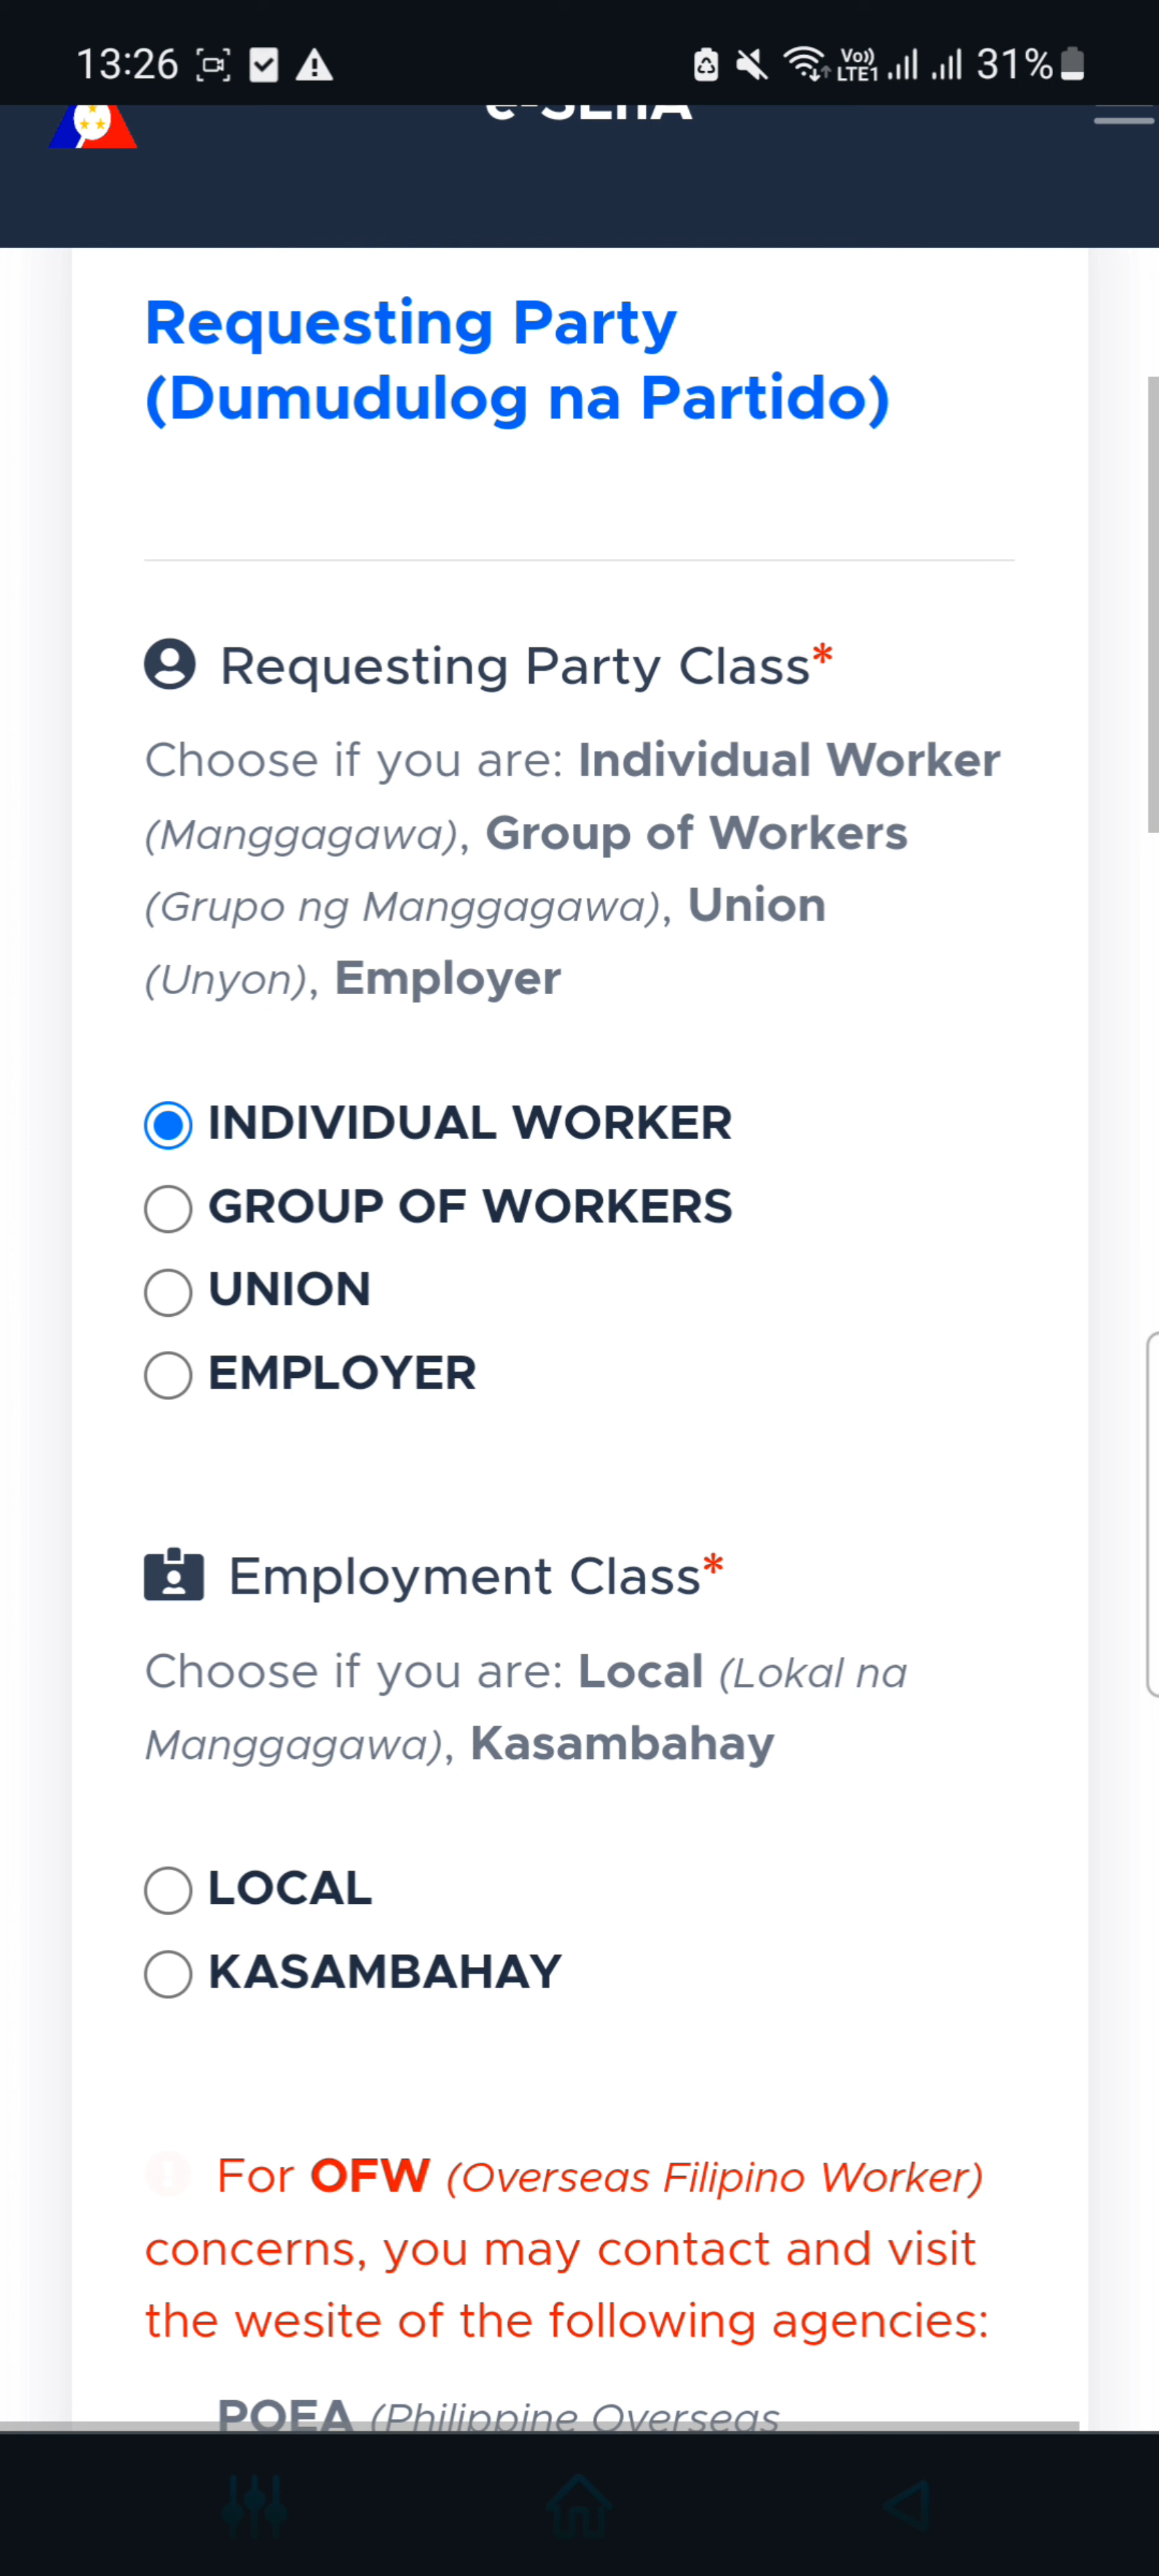 13:26
Vo))
LTE1
31%
e-SEnA
Requesting Party
(Dumudulog na Partido)
Requesting Party Class*
Choose if you are: Individual Worker
(Manggagawa), Group of Workers
(Grupo ng Manggagawa), Union
(Unyon), Employer
INDIVIDUAL WORKER
GROUP OF WORKERS
UNION
EMPLOYER
Employment Class*
Choose if you are: Local (Lokal na
Manggagawa), Kasambahay
LOCAL
KASAMBAHAY
For OFW (Overseas Filipino Worker)
concerns, you may contact and visit
the wesite of the following agencies:
POEA (Philippine Overseas